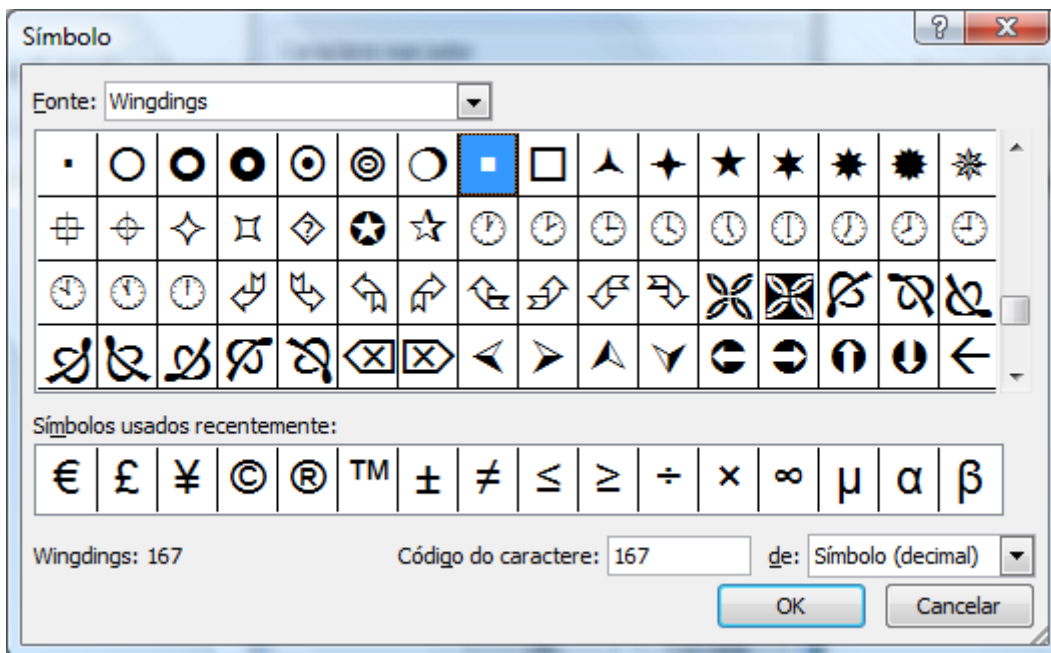 Símbolo
Fonte: Wingdings
Símbolos usados recentemente:
€ £ ¥ © ® ™ ± ≠ ≤ ≥ ÷ × ∞ µ α β
Wingdings: 167 Código do caractere: 167 de: Símbolo (decimal)
OK Cancelar